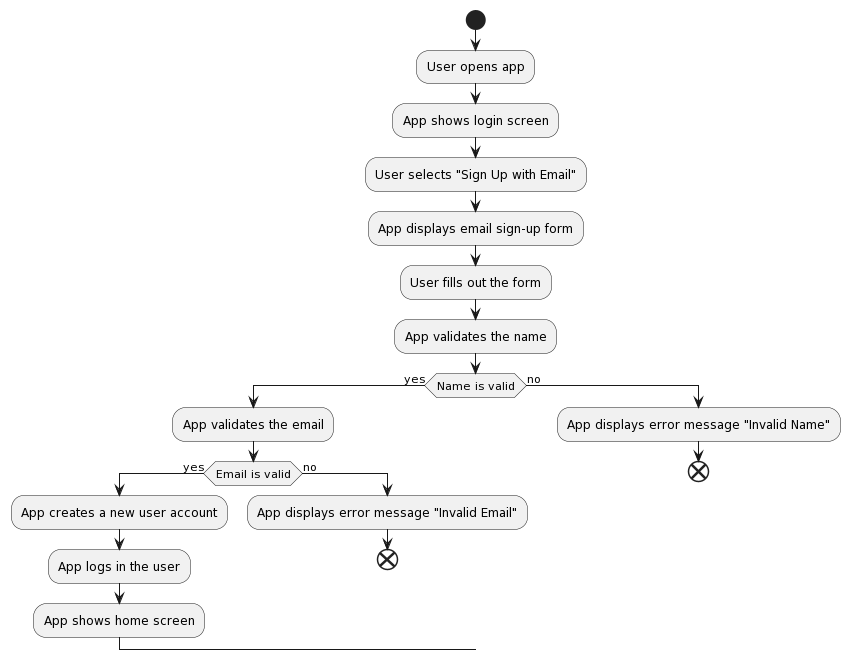 User opens app
App shows login screen
User selects "Sign Up with Email"
App displays email sign-up form
User fills out the form
App validates the name
yes
Name is valid
no
App validates the email
App displays error message "Invalid Name"
yes
Email is valid
no
App creates a new user account
App displays error message "Invalid Email"
App logs in the user
App shows home screen